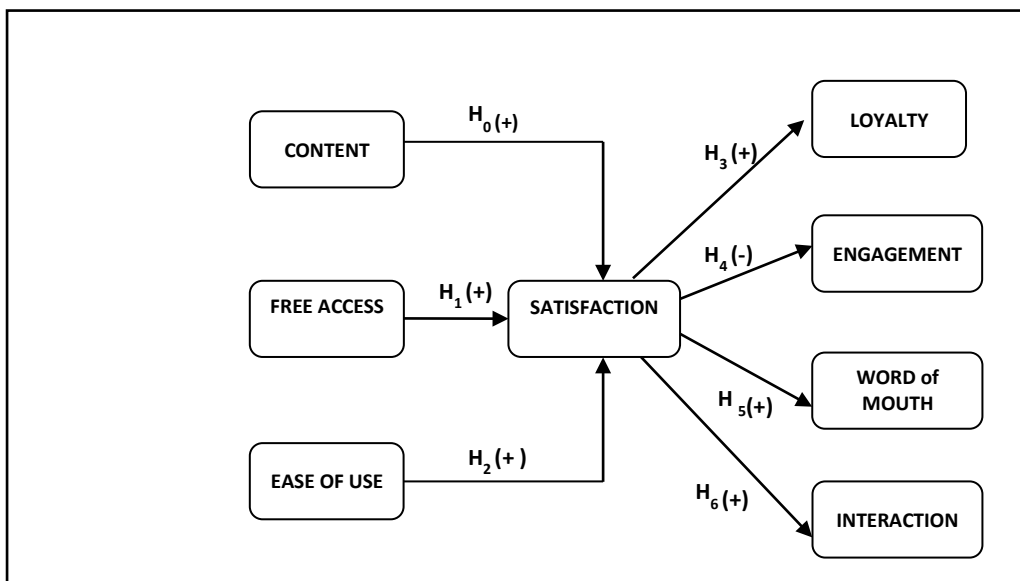 CONTENT
H0 (+)
FREE ACCESS
H1 (+)
EASE OF USE
H2 (+ )
SATISFACTION
H3 (+)
LOYALTY
H4 (-)
ENGAGEMENT
H 5(+)
WORD of
MOUTH
H6 (+)
INTERACTION